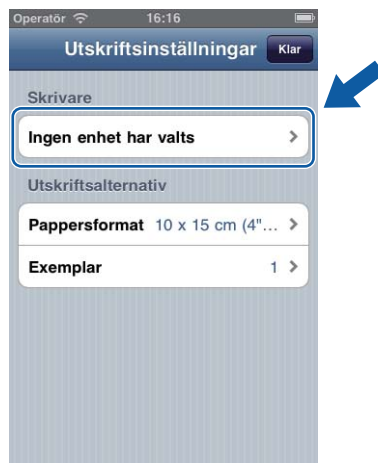 Operatör 16:16
Utskriftsinställningar Klar
Skrivare
Ingen enhet har valts
Utskriftsalternativ
Pappersformat 10 x 15 cm (4"...
Exemplar 1